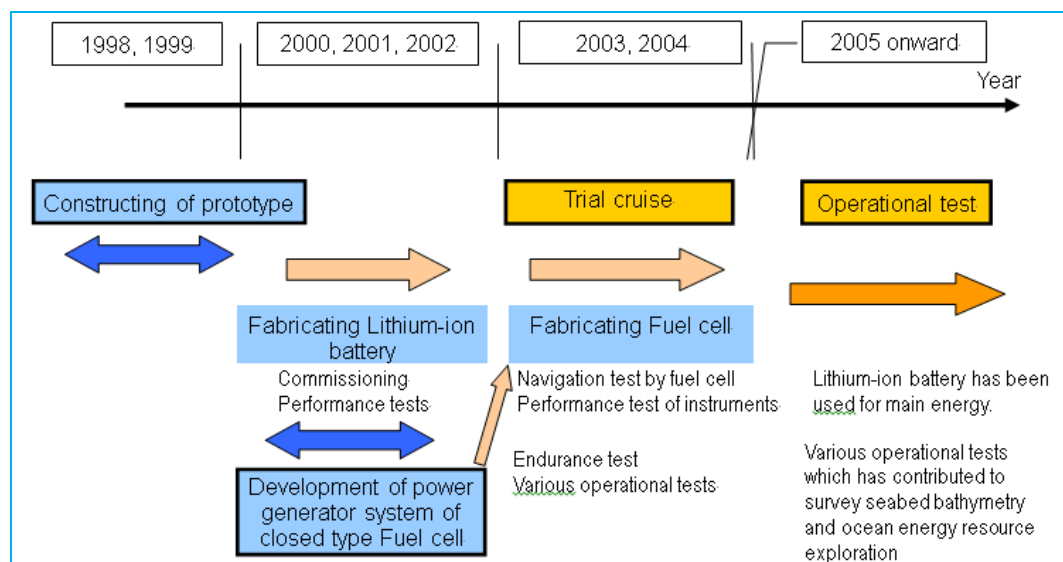 1998, 1999
2000, 2001, 2002
2003, 2004
2005 onward
Year
Constructing of prototype
Trial cruise
Operational test
Fabricating Lithium-ion
battery
Fabricating Fuel cell
Commissioning
Performance tests
Navigation test by fuel cell
Performance test of instruments
Lithium-ion battery has been
used for main energy.
Endurance test
Various operational tests
Various operational tests
which has contributed to
survey seabed bathymetry
and ocean energy resource
exploration
Development of power
generator system of
closed type Fuel cell